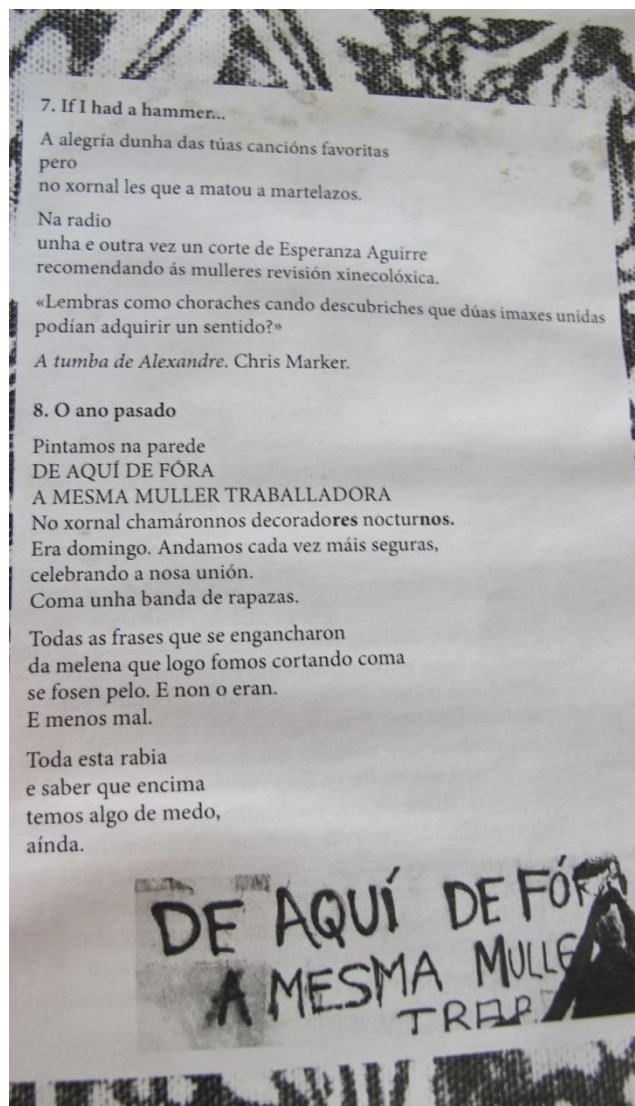 7. If I had a hammer...
A alegría dunha das túas cancións favoritas
pero
no xornal les que a matou a martelazos.
Na radio
unha e outra vez un corte de Esperanza Aguirre
recomendando ás mulleres revisión xinecolóxica.
«Lembras como choraches cando descubriches que dúas imaxes unidas
podían adquirir un sentido?»
A tumba de Alexandre. Chris Marker.
8. O ano pasado
Pintamos na parede
DE AQUÍ DE FÓRA
A MESMA MULLER TRABALLADORA
No xornal chamáronnos decoradores nocturnos.
Era domingo. Andamos cada vez máis seguras,
celebrando a nosa unión.
Coma unha banda de rapazas.
Todas as frases que se engancharon
da melena que logo fomos cortando coma
se fosen pelo. E non o eran.
E menos mal.
Toda esta rabia
e saber que encima
temos algo de medo,
aínda.
DE AQUÍ DE FÓR
A MESMA MULLE
TRAB